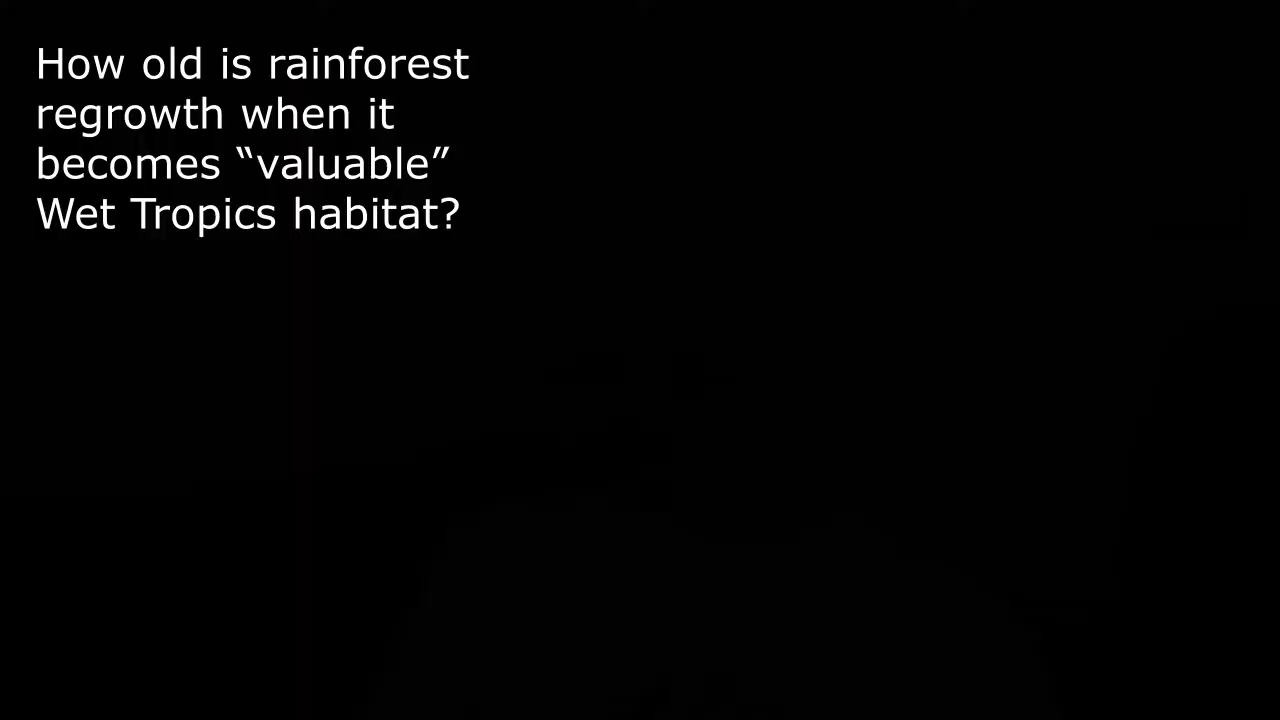 How old is rainforest
regrowth when it
becomes “valuable”
Wet Tropics habitat?